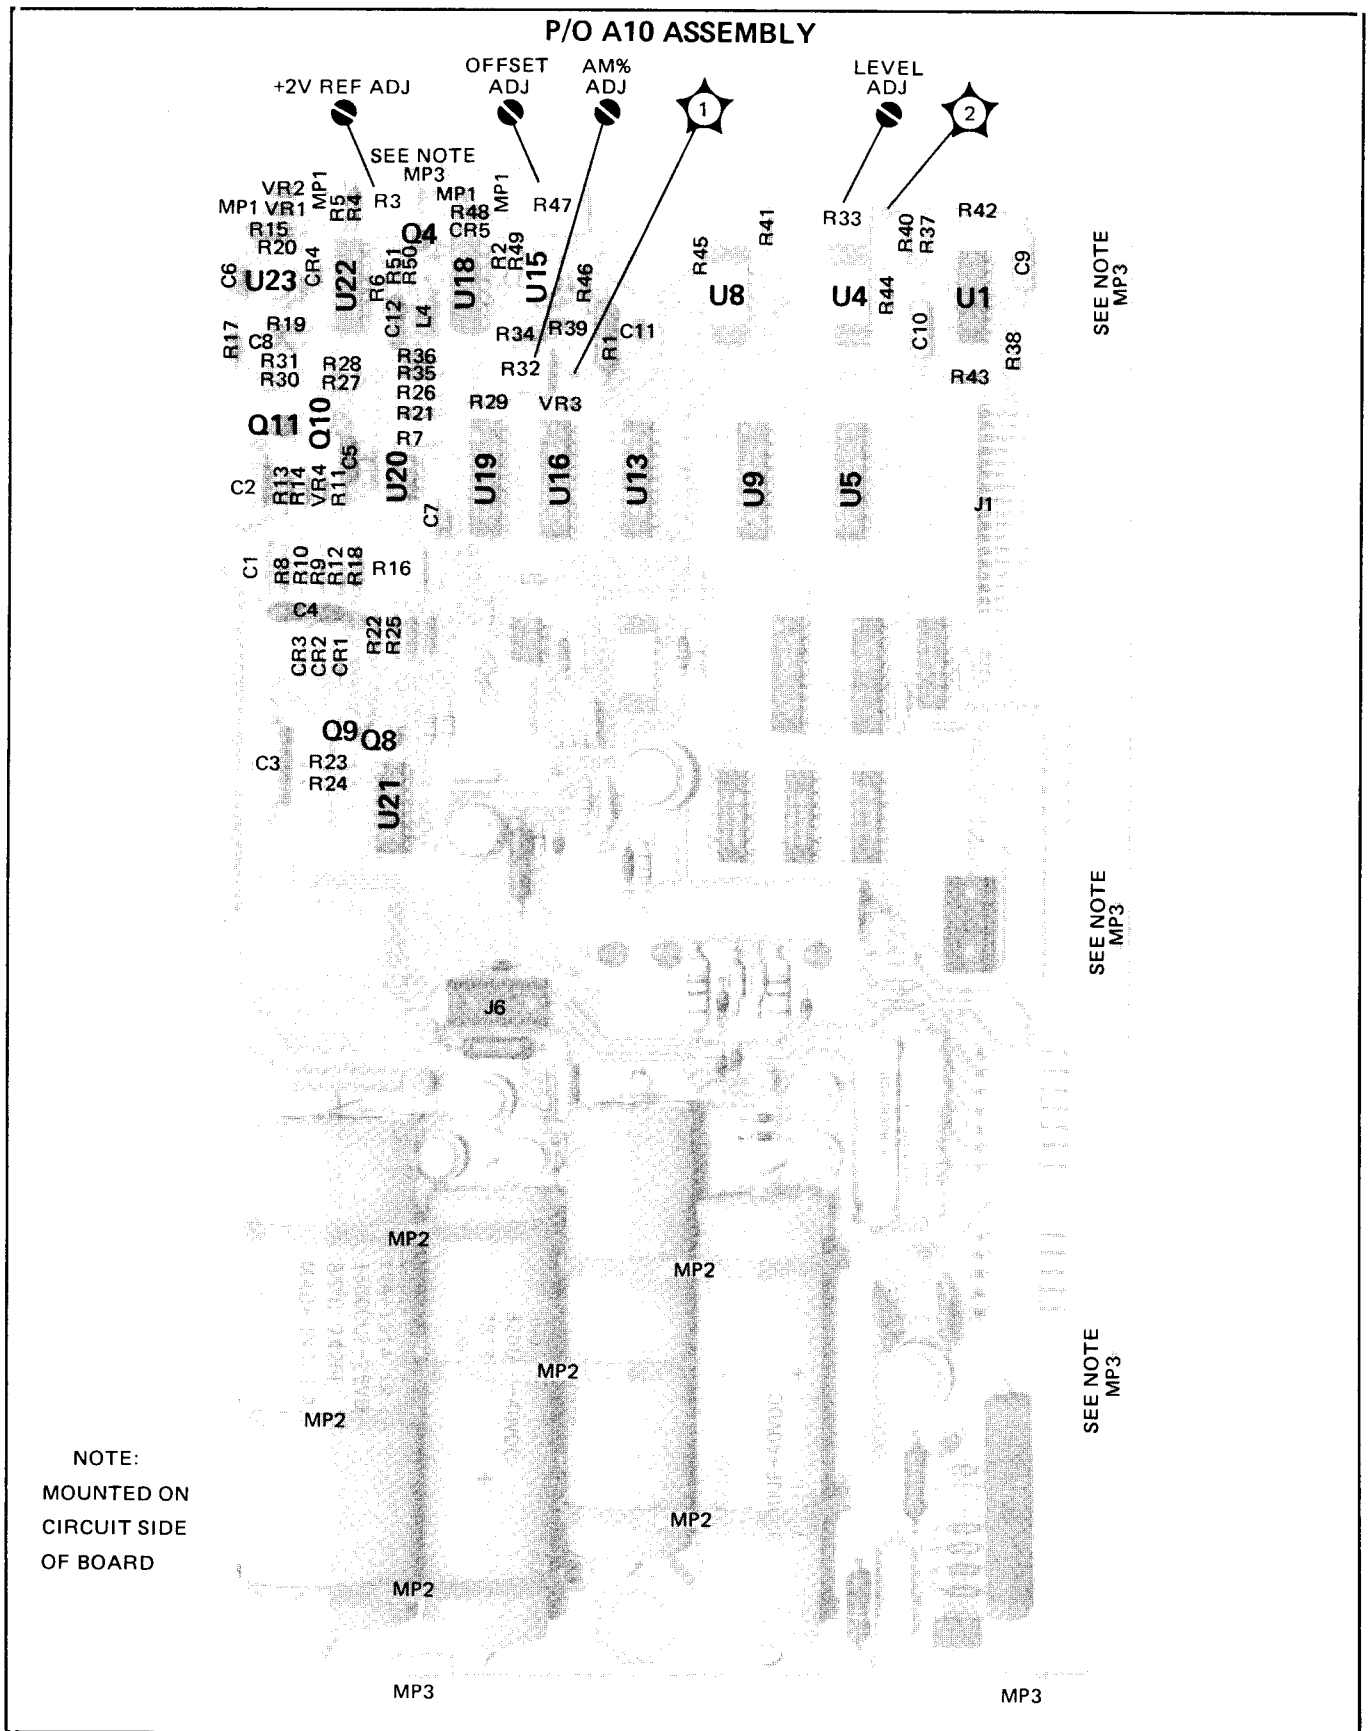 P/O A10 ASSEMBLY
+2V REF ADJ
OFFSET
ADJ
AM%
ADJ
1
LEVEL
ADJ
2
SEE NOTE
MP3
VR2
MP1
MP1
VR1
R5
R4
R3
MP1
MP1
R47
R48
R15
R20
Q4
CR5
R2
R49
R33
R41
R40
R37
R42
C6
U23
CR4
U22
R6
R51
R50
U18
U15
R46
R45
U8
U4
R44
U1
C9
SEE NOTE
MP3
R17
R19
C8
C12
L4
R34
R39
R1
C11
C10
R38
R31
R30
R28
R27
R36
R35
R26
R21
R7
R32
R29
VR3
R43
Q11
Q10
C5
C2
R13
R14
VR4
R11
U20
C7
U19
U16
U13
U9
U5
J1
C1
R8
R10
R9
R12
R18
R16
C4
CR3
CR2
CR1
R22
R25
Q9
Q8
C3
R23
R24
U21
SEE NOTE
MP3
J6
MP2
MP2
MP2
MP2
SEE NOTE
MP3
NOTE:
MOUNTED ON
CIRCUIT SIDE
OF BOARD
MP2
MP2
MP3
MP3